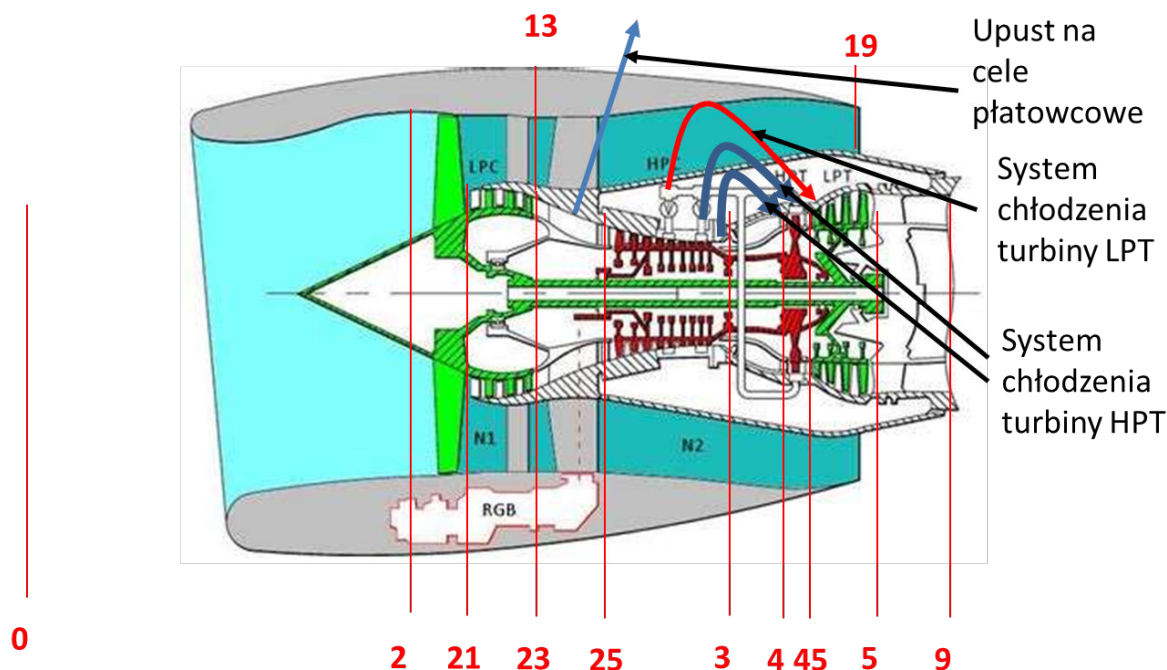 13
19
Upust na
cele
płatowcowe
LPC
HPC
HPT
LPT
System
chłodzenia
turbiny LPT
System
chłodzenia
turbiny HPT
N1
N2
RGB
0
2
21
23
25
3
4
45
5
9